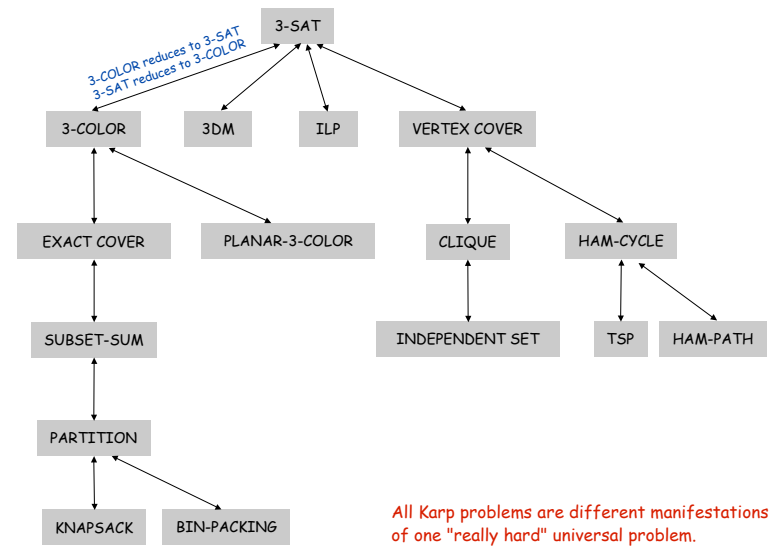 3-SAT
3-COLOR reduces to 3-SAT
3-SAT reduces to 3-COLOR
3-COLOR
3DM
ILP
VERTEX COVER
EXACT COVER
PLANAR-3-COLOR
CLIQUE
HAM-CYCLE
SUBSET-SUM
INDEPENDENT SET
TSP
HAM-PATH
PARTITION
KNAPSACK
BIN-PACKING
All Karp problems are different manifestations
of one "really hard" universal problem.